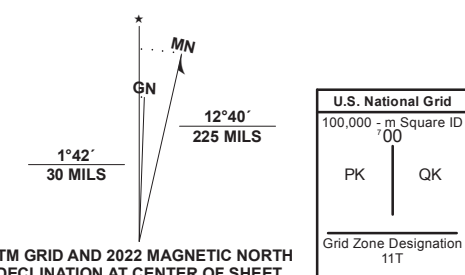 ★
MN
GN
12°40´
225 MILS
1°42´
30 MILS
TM GRID AND 2022 MAGNETIC NORTH
DECLINATION AT CENTER OF SHEET
U.S. National Grid
100,000 - m Square ID
⁷00
PK
QK
Grid Zone Designation
11T